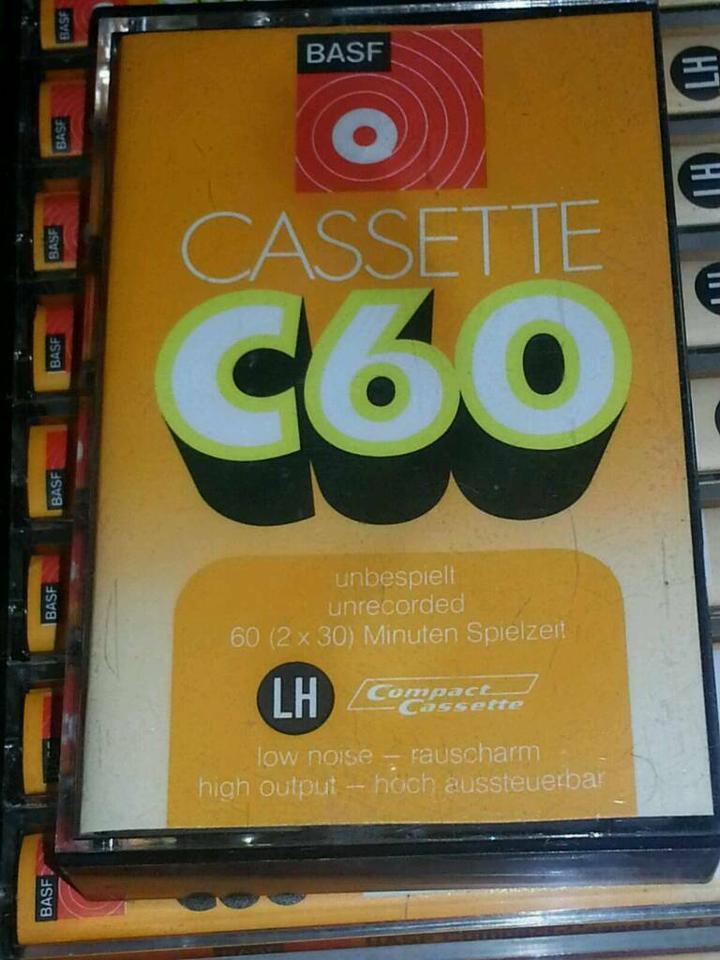 BASF
CASSETTE
C60
unbespielt
unrecorded
60 (2 x 30) Minuten Spielzeit
LH
Compact
Cassette
low noise – rauscharm
high output – hoch aussteuerbar
BASF
BASF
BASF
BASF
BASF
BASF
BASF
LH
LH
LH